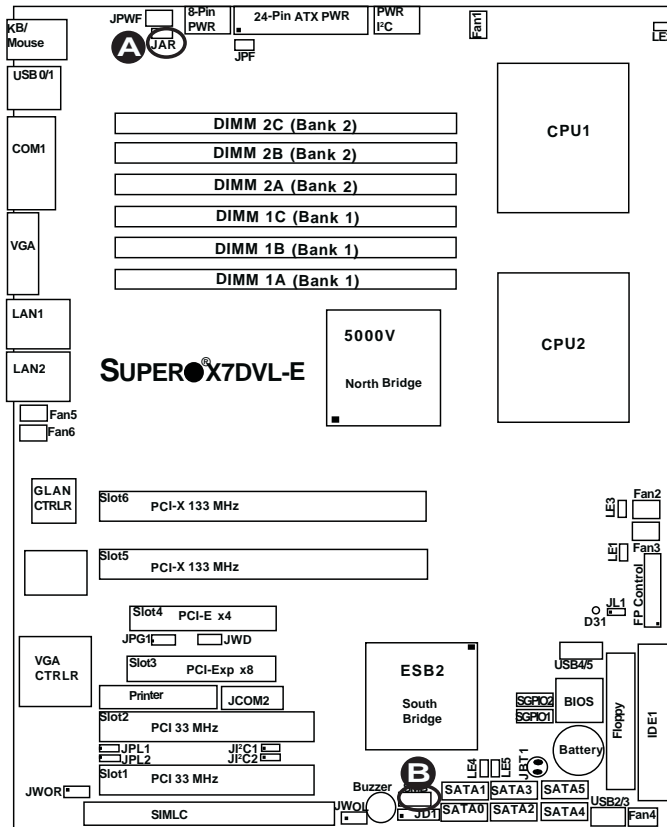 KB/
Mouse
JPWF
8-Pin
PWR
24-Pin ATX PWR
PWR
I²C
Fan1
LE
A
JAR
JPF
USB 0/1
COM1
VGA
LAN1
LAN2
Fan5
Fan6
DIMM 2C (Bank 2)
DIMM 2B (Bank 2)
DIMM 2A (Bank 2)
DIMM 1C (Bank 1)
DIMM 1B (Bank 1)
DIMM 1A (Bank 1)
CPU1
CPU2
5000V
North Bridge
SUPER ® X7DVL-E
GLAN
CTRLR
Slot6
PCI-X 133 MHz
Slot5
PCI-X 133 MHz
LE3
Fan2
LE1
Fan3
FP Control
JL1
D31
Slot4
PCI-E x4
JPG1
JWD
Slot3
PCI-Exp x8
VGA
CTRLR
Printer
JCOM2
Slot2
PCI 33 MHz
JPL1
JPL2
JI²C1
JI²C2
Slot1
PCI 33 MHz
JWOR
SIMLC
JWOL
Buzzer
ESB2
South
Bridge
USB4/5
SGPIO2
SGPIO1
BIOS
Floppy
IDE1
Battery
JBT1
LE4
LE5
B
JD1
SATA1
SATA3
SATA5
SATA0
SATA2
SATA4
USB2/3
Fan4